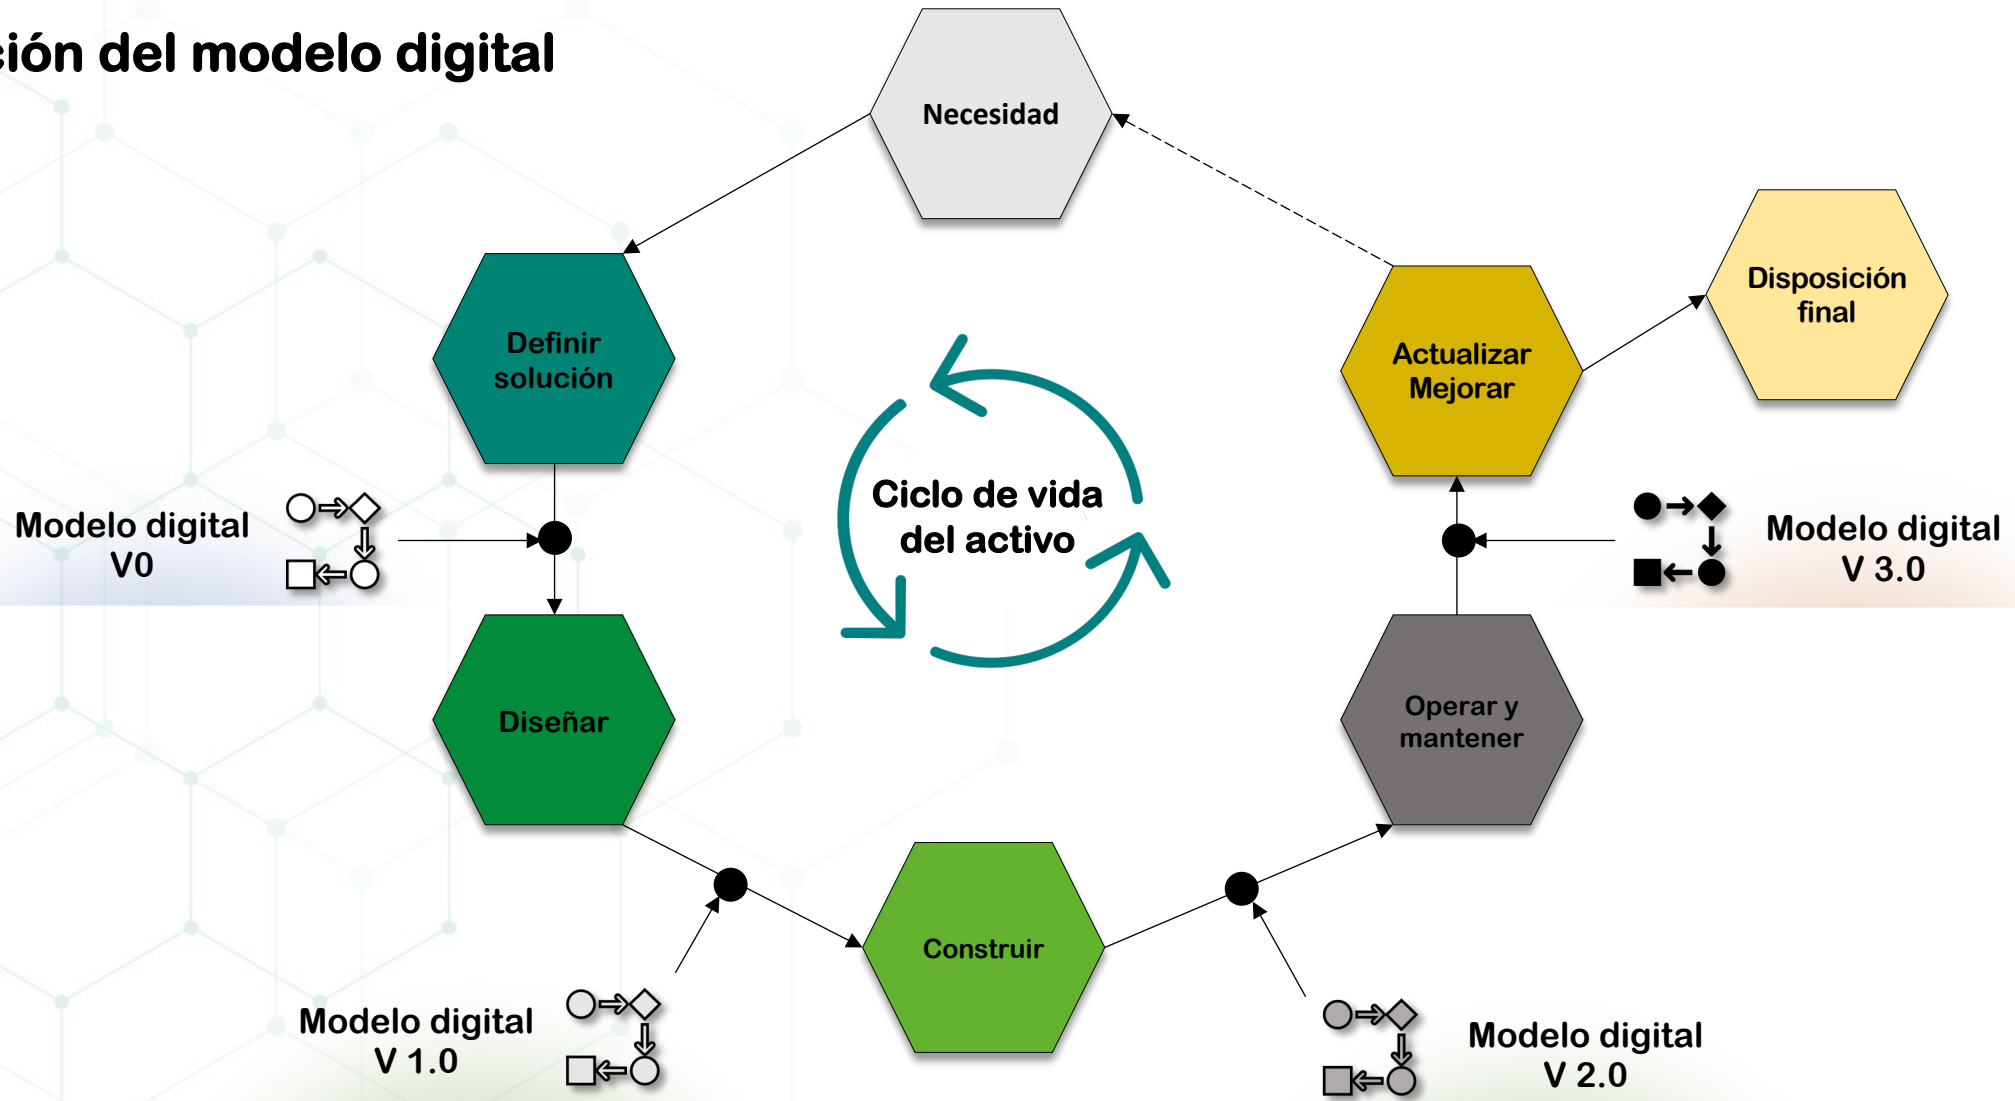 ción del modelo digital
Necesidad
Definir
solución
Actualizar
Mejorar
Disposición
final
Ciclo de vida
del activo
Modelo digital
V0
Modelo digital
V 3.0
Diseñar
Operar y
mantener
Construir
Modelo digital
V 1.0
Modelo digital
V 2.0